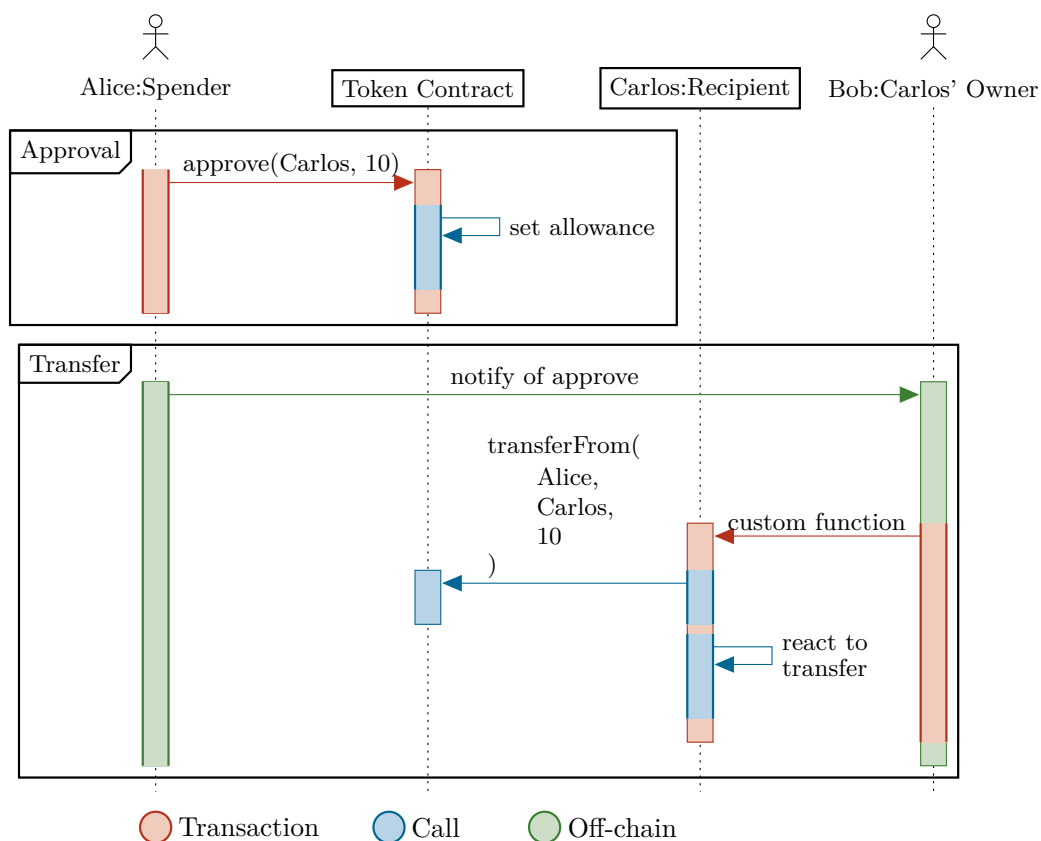 Alice:Spender
Token Contract
Carlos:Recipient
Bob:Carlos' Owner
Approval
approve(Carlos, 10)
set allowance
Transfer
notify of approve
transferFrom(
Alice,
Carlos,
10
)
custom function
react to
transfer
Transaction
Call
Off-chain